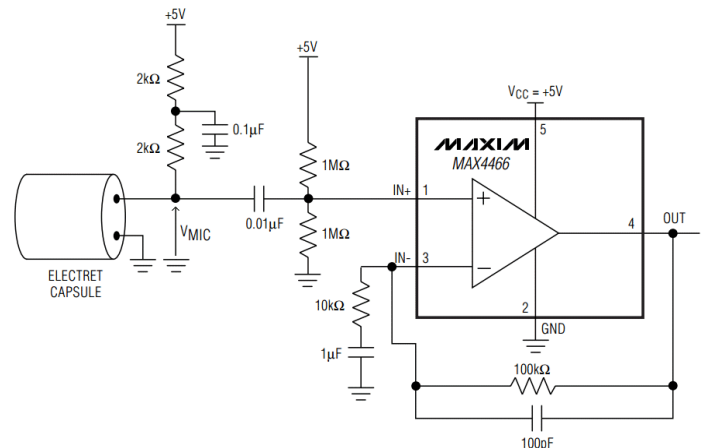 +5V
+5V
2kΩ
VCC = +5V
0.1µF
5
MAXIM
MAX4466
2kΩ
1MΩ
IN+ 1
4
OUT
0.01µF
VMIC
1MΩ
IN- 3
ELECTRET
CAPSULE
10kΩ
2
GND
1µF
100kΩ
100pF